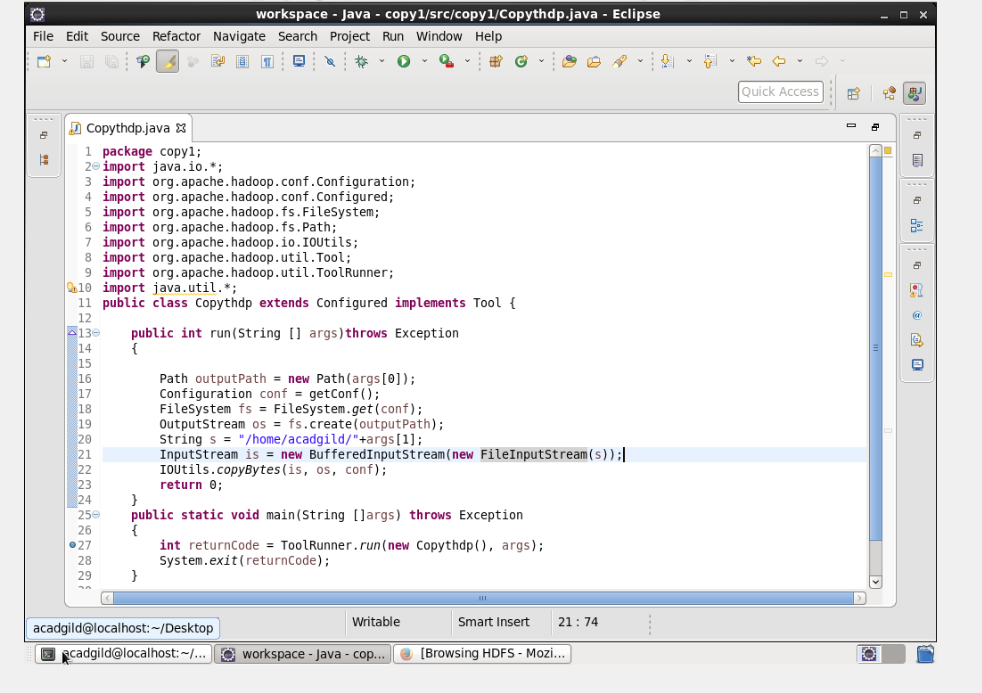 workspace - Java - copy1/src/copy1/Copythdp.java - Eclipse
File Edit Source Refactor Navigate Search Project Run Window Help
Quick Access
Copythdp.java
1 package copy1;
2 import java.io.*;
3 import org.apache.hadoop.conf.Configuration;
4 import org.apache.hadoop.conf.Configured;
5 import org.apache.hadoop.fs.FileSystem;
6 import org.apache.hadoop.fs.Path;
7 import org.apache.hadoop.io.IOUtils;
8 import org.apache.hadoop.util.Tool;
9 import org.apache.hadoop.util.ToolRunner;
10 import java.util.*;
11 public class Copythdp extends Configured implements Tool {
12
13 public int run(String [] args)throws Exception
14 {
15
16 Path outputPath = new Path(args[0]);
17 Configuration conf = getConf();
18 FileSystem fs = FileSystem.get(conf);
19 OutputStream os = fs.create(outputPath);
20 String s = "/home/acadgild/"+args[1];
21 InputStream is = new BufferedInputStream(new FileInputStream(s));
22 IOUtils.copyBytes(is, os, conf);
23 return 0;
24 }
25 public static void main(String []args) throws Exception
26 {
27 int returnCode = ToolRunner.run(new Copythdp(), args);
28 System.exit(returnCode);
29 }
acadgild@localhost:~/Desktop
Writable Smart Insert 21 : 74
acadgild@localhost:~/... workspace - Java - cop... [Browsing HDFS - Mozi...